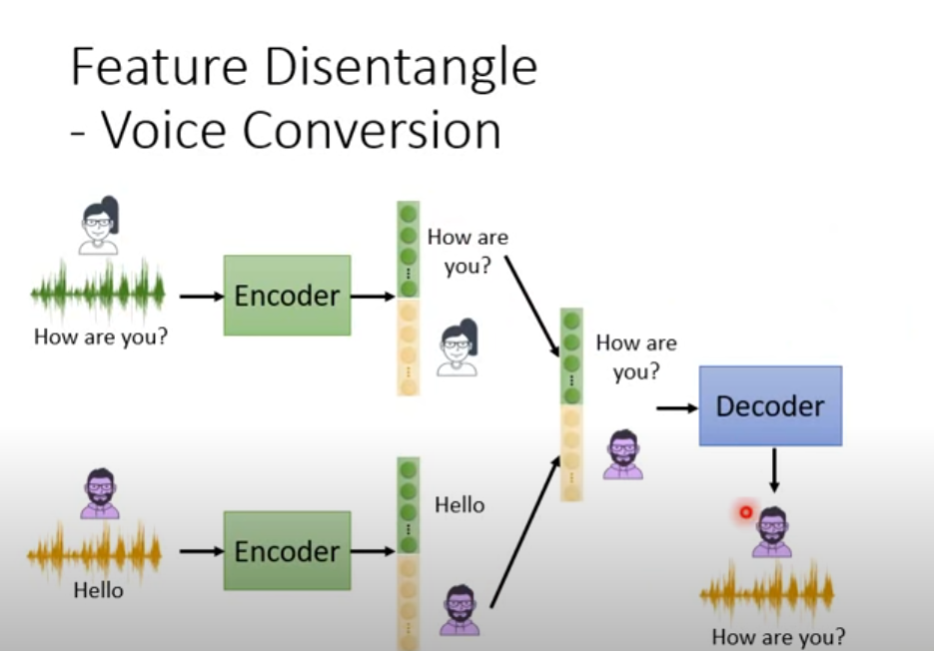 Feature Disentangle
- Voice Conversion
How are
you?
Encoder
How are you?
How are
you?
Decoder
Hello
Encoder
Hello
How are you?